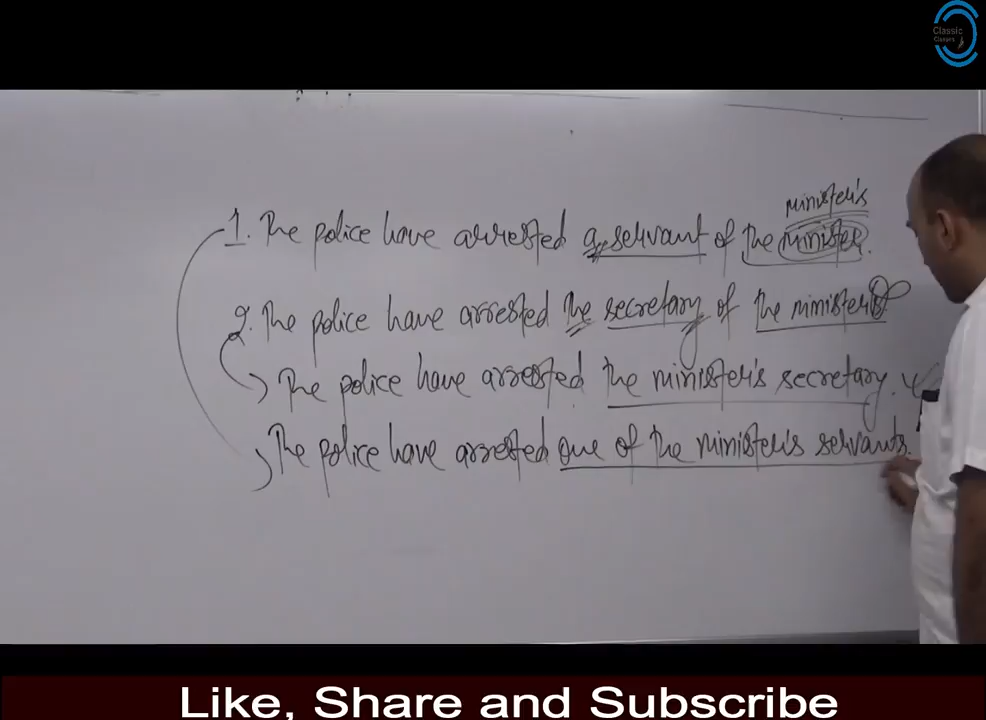 Classic
Classes
minister's
1. The police have arrested a servant of the minister.
2. The police have arrested the secretary of the minister's
The police have arrested the minister's secretary.
The police have arrested one of the minister's servants.
Like, Share and Subscribe